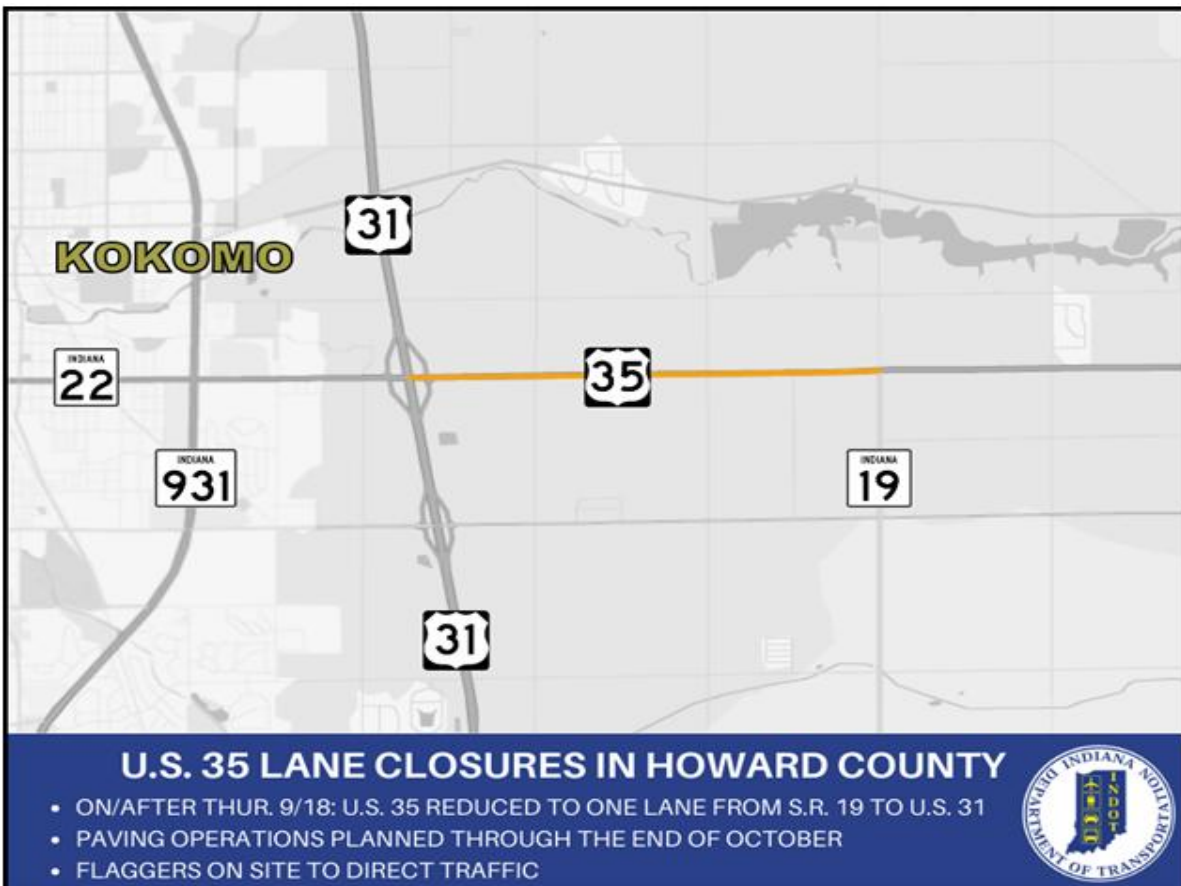 31
KOKOMO
INDIANA
22
35
INDIANA
931
INDIANA
19
31
U.S. 35 LANE CLOSURES IN HOWARD COUNTY
• ON/AFTER THUR. 9/18: U.S. 35 REDUCED TO ONE LANE FROM S.R. 19 TO U.S. 31
• PAVING OPERATIONS PLANNED THROUGH THE END OF OCTOBER
• FLAGGERS ON SITE TO DIRECT TRAFFIC
INDIANA
DEPARTMENT OF TRANSPORTATION
INDOT